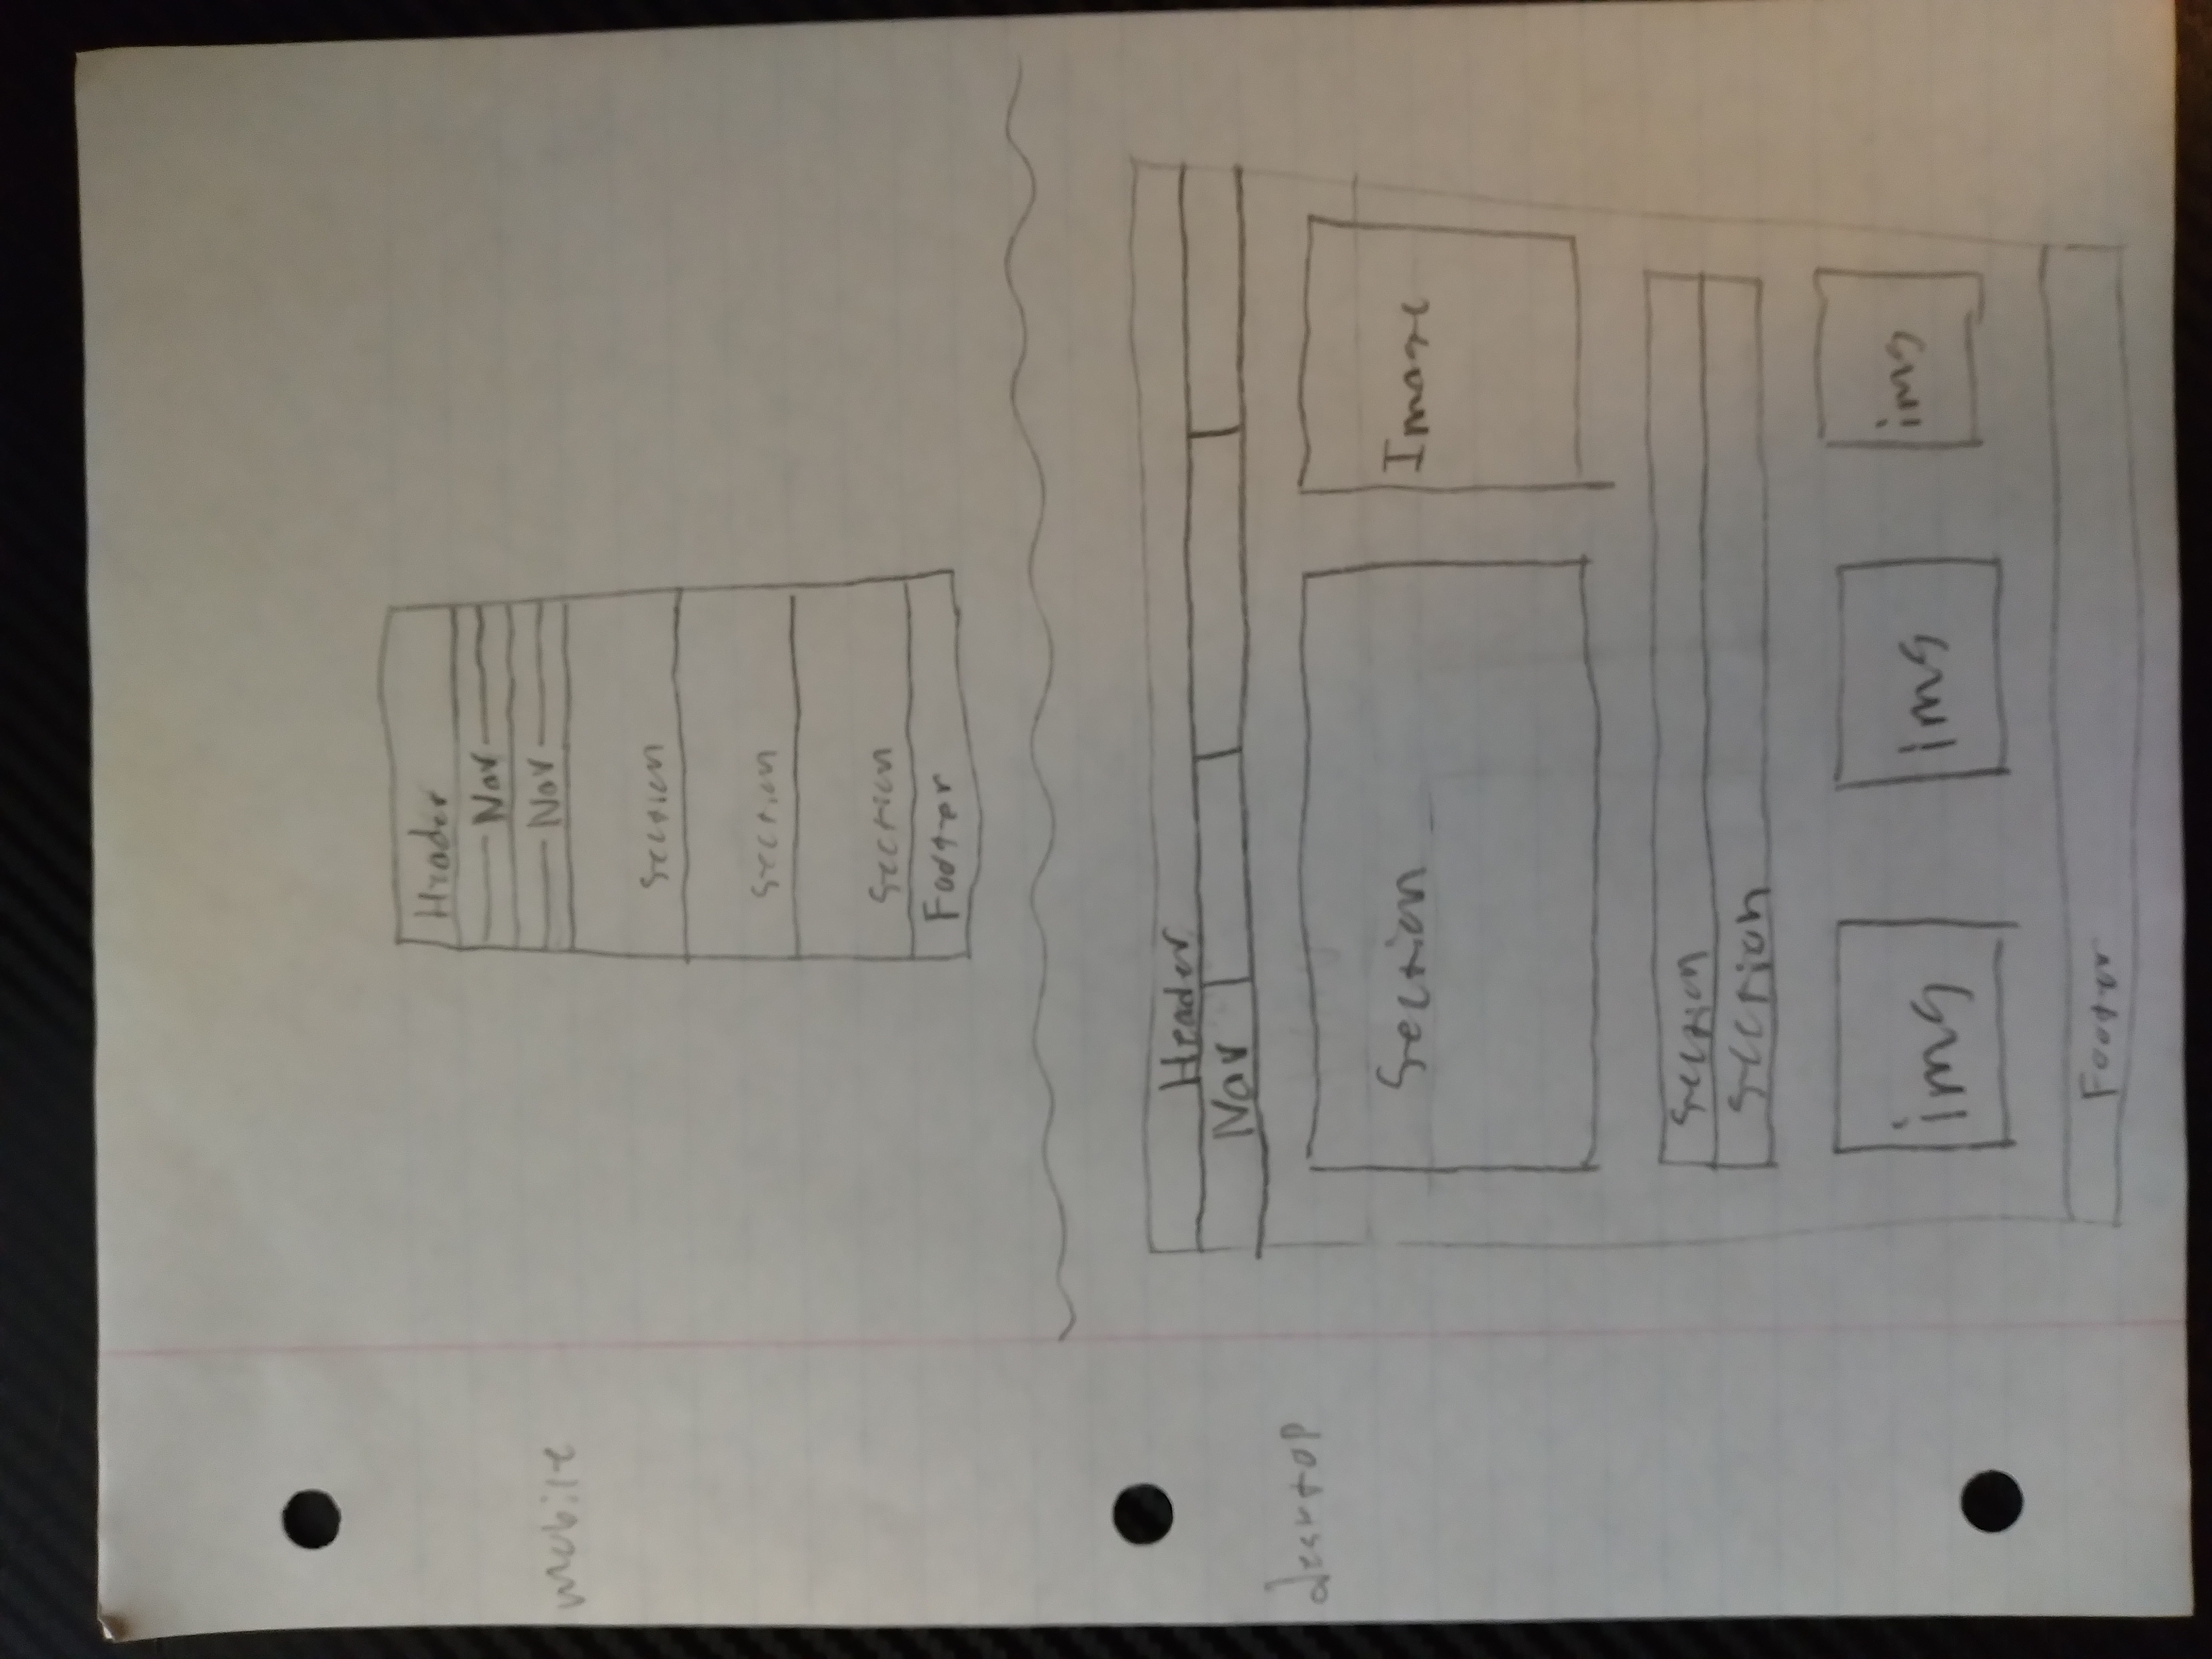 mobile
Header
Nav
Nav
Section
Section
Section
Footer
desktop
Header
Nav
Section
Image
Section
Section
img
img
img
Footer